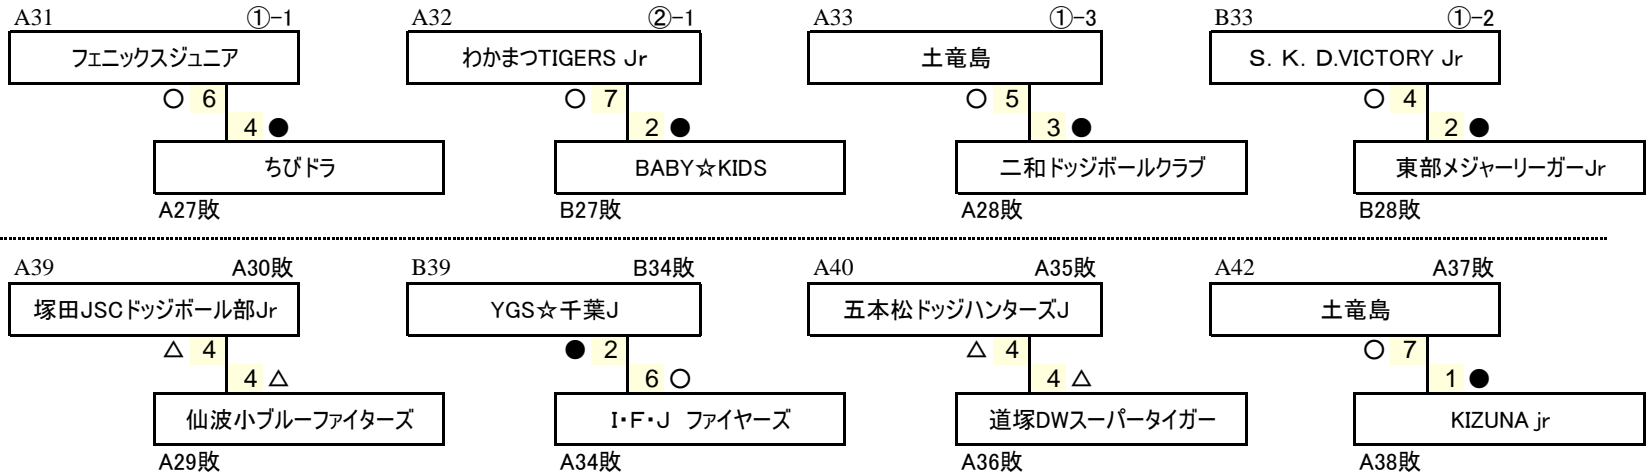 A31 ①-1 A32 ②-1 A33 ①-3 B33 ①-2
フェニックスジュニア わかまつTIGERS Jr 土竜島 S. K. D.VICTORY Jr
○ 6 ○ 7 ○ 5 ○ 4
4 ● 2 ● 3 ● 2 ●
ちびドラ BABY☆KIDS 二和ドッジボールクラブ 東部メジャーリーガーJr
A27敗 B27敗 A28敗 B28敗
A39 A30敗 B39 B34敗 A40 A35敗 A42 A37敗
塚田JSCドッジボール部Jr YGS☆千葉J 五本松ドッジハンターズJ 土竜島
△ 4 ● 2 △ 4 ○ 7
4 △ 6 ○ 4 △ 1 ●
仙波小ブルーファイターズ I・F・J ファイヤーズ 道塚DWスーパータイガー KIZUNA jr
A29敗 A34敗 A36敗 A38敗